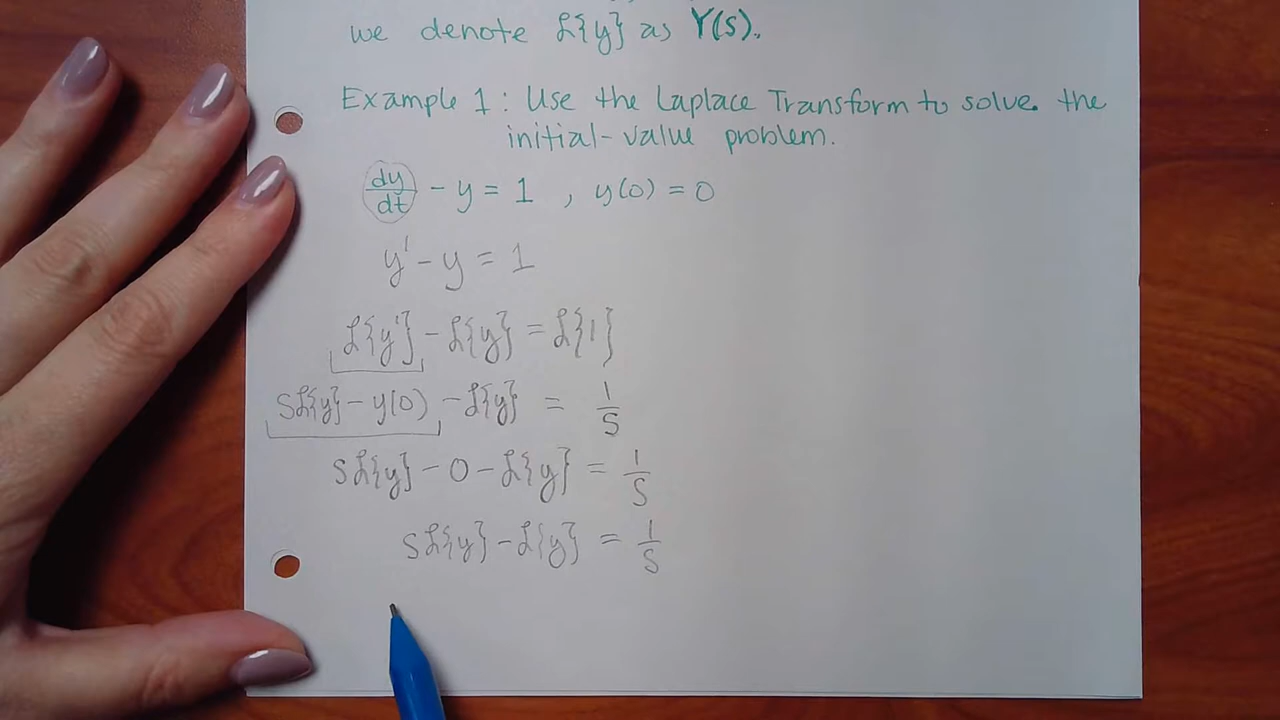 we denote ℒ{y} as Y(s).
Example 1: Use the Laplace Transform to solve the
initial-value problem.
dy/dt - y = 1 , y(0) = 0
y' - y = 1
ℒ{y'} - ℒ{y} = ℒ{1}
sℒ{y} - y(0) - ℒ{y} = 1/s
sℒ{y} - 0 - ℒ{y} = 1/s
sℒ{y} - ℒ{y} = 1/s